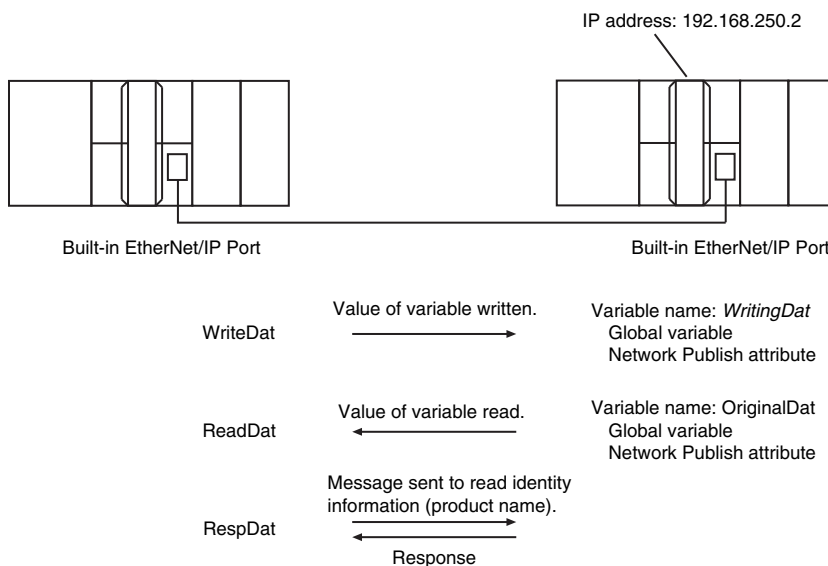 IP address: 192.168.250.2
Built-in EtherNet/IP Port
Built-in EtherNet/IP Port
Value of variable written.
WriteDat
Variable name: WritingDat
Global variable
Network Publish attribute
Value of variable read.
ReadDat
Variable name: OriginalDat
Global variable
Network Publish attribute
Message sent to read identity
information (product name).
RespDat
Response